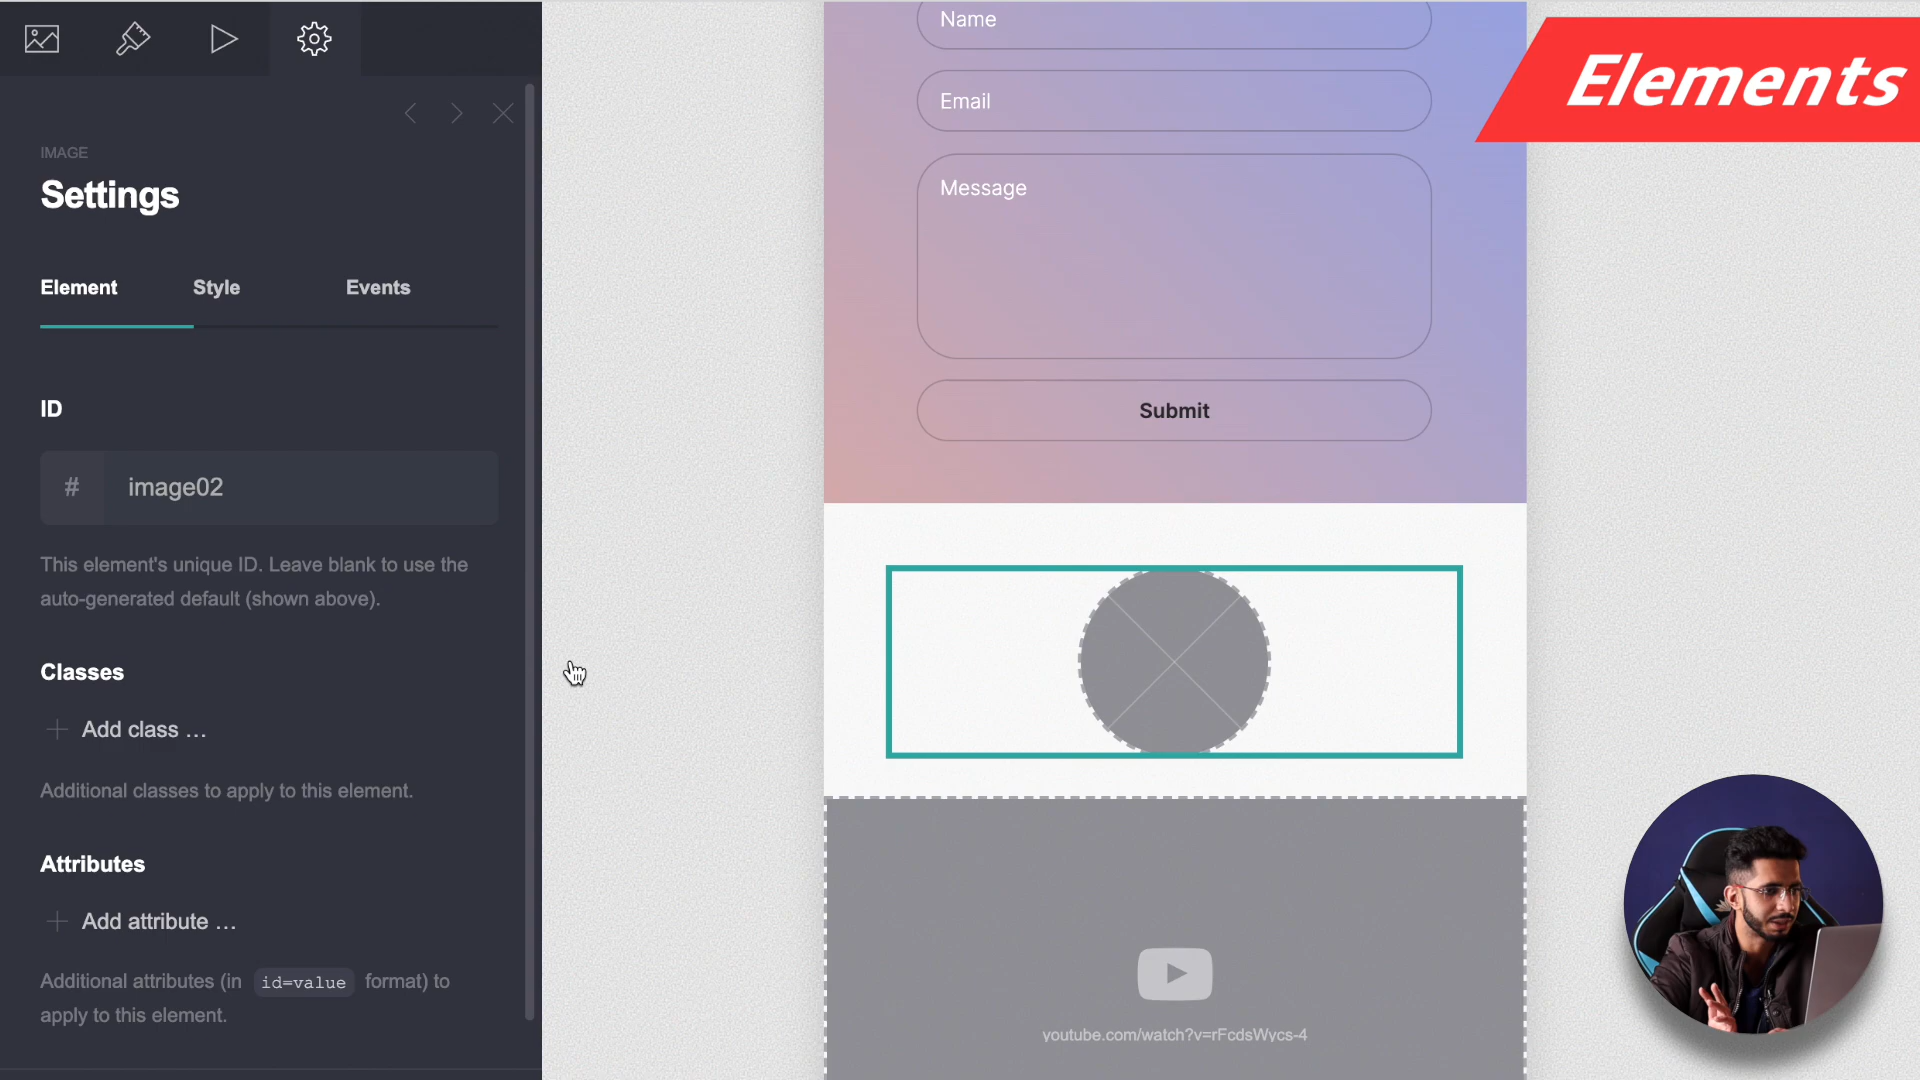 IMAGE
Settings
Element
Style
Events
ID
#
image02
This element's unique ID. Leave blank to use the
auto-generated default (shown above).
Classes
Add class ...
Additional classes to apply to this element.
Attributes
Add attribute ...
Additional attributes (in id=value format) to
apply to this element.
Name
Email
Message
Submit
youtube.com/watch?v=rFcdsWycs-4
Elements